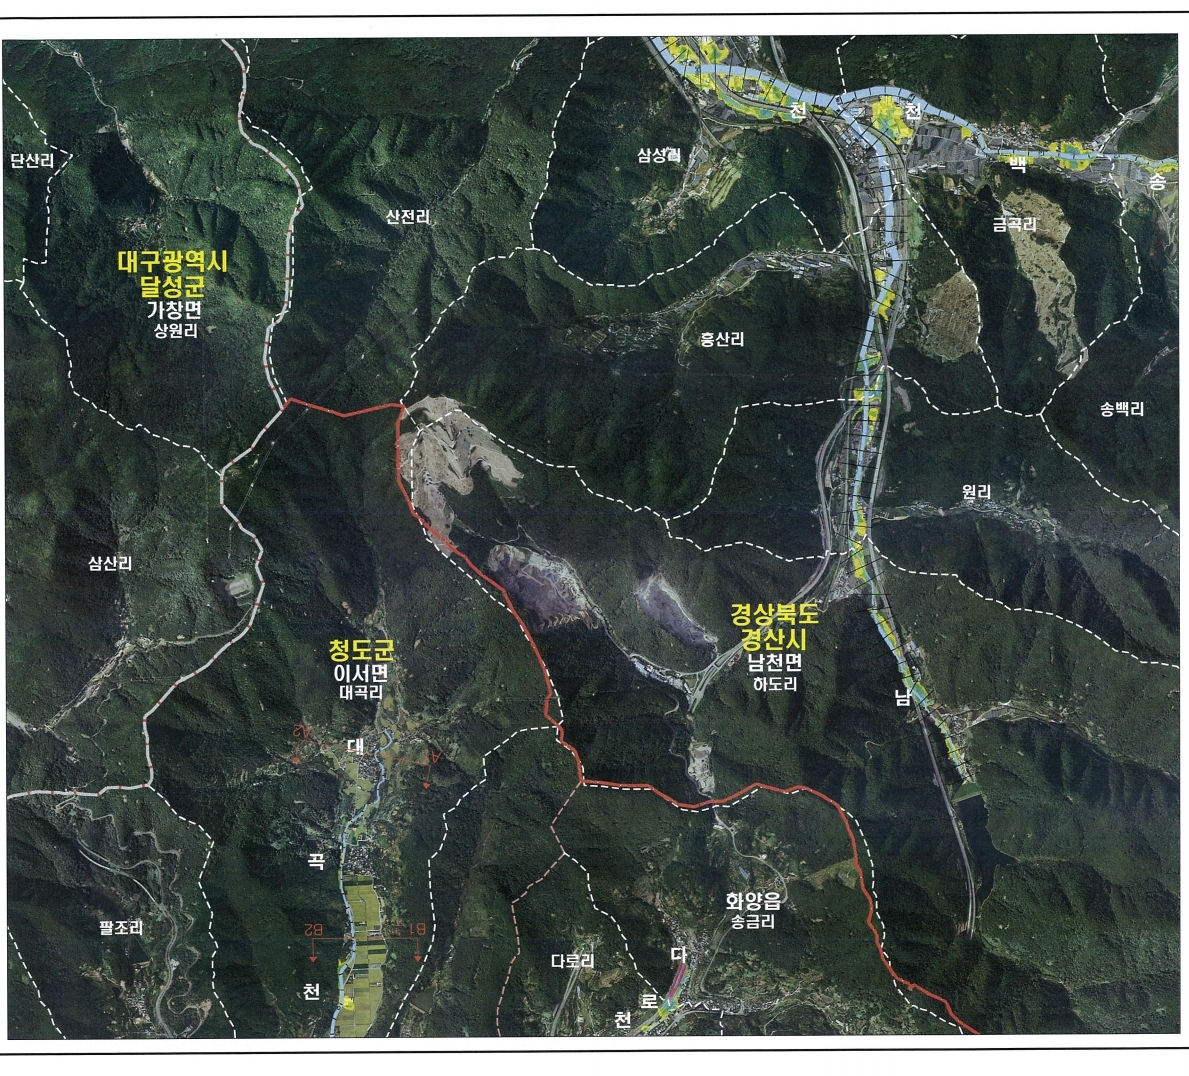 천
천
단산리
삼성리
백
송
산전리
금곡리
대구광역시
달성군
가창면
상원리
흥산리
송백리
원리
삼산리
경상북도
경산시
남천면
하도리
청도군
이서면
대곡리
남
A2
대
A1
곡
화양읍
송금리
팔조리
B2
B1
다
다로리
천
로
천